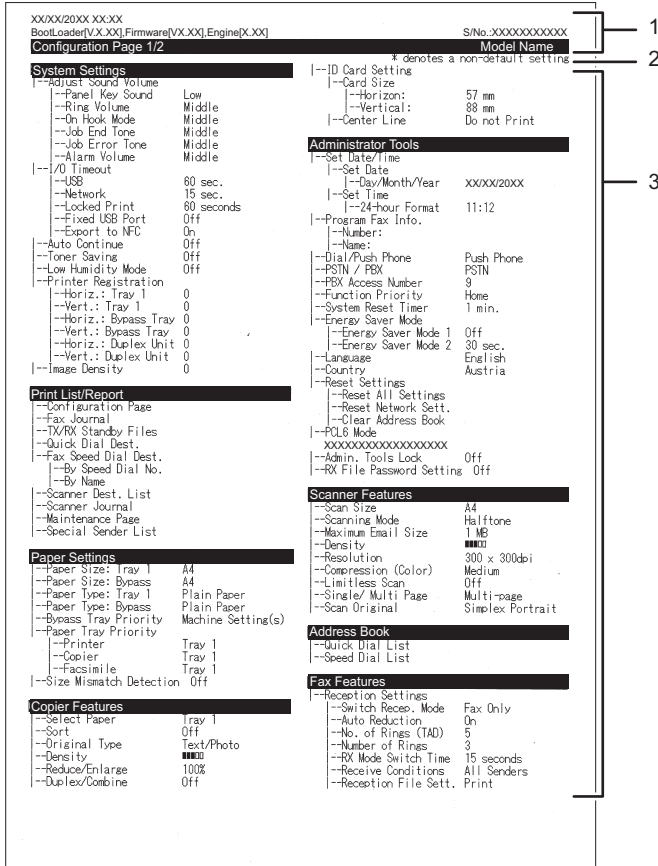 XX/XX/20XX XX:XX
BootLoader[V.X.XX],Firmware[VX.XX],Engine[X.XX]
S/No.:XXXXXXXXXXX
1
Configuration Page 1/2
Model Name
* denotes a non-default setting
2
3
System Settings
|--Adjust Sound Volume
|--Panel Key Sound Low
|--Ring Volume Middle
|--On Hook Mode Middle
|--Job End Tone Middle
|--Job Error Tone Middle
|--Alarm Volume Middle
|--I/O Timeout
|--USB 60 sec.
|--Network 15 sec.
|--Locked Print 60 seconds
|--Fixed USB Port Off
|--Export to NFC On
|--Auto Continue Off
|--Toner Saving Off
|--Low Humidity Mode Off
|--Printer Registration
|--Horiz.: Tray 1 0
|--Vert.: Tray 1 0
|--Horiz.: Bypass Tray 0
|--Vert.: Bypass Tray 0
|--Horiz.: Duplex Unit 0
|--Vert.: Duplex Unit 0
|--Image Density 0
Print List/Report
|--Configuration Page
|--Fax Journal
|--TX/RX Standby Files
|--Quick Dial Dest.
|--Fax Speed Dial Dest.
|--By Speed Dial No.
|--By Name
|--Scanner Dest. List
|--Scanner Journal
|--Maintenance Page
|--Special Sender List
Paper Settings
|--Paper Size: Tray 1 A4
|--Paper Size: Bypass A4
|--Paper Type: Tray 1 Plain Paper
|--Paper Type: Bypass Plain Paper
|--Bypass Tray Priority Machine Setting(s)
|--Paper Tray Priority
|--Printer Tray 1
|--Copier Tray 1
|--Facsimile Tray 1
|--Size Mismatch Detection Off
Copier Features
|--Select Paper Tray 1
|--Sort Off
|--Original Type Text/Photo
|--Density
|--Reduce/Enlarge 100%
|--Duplex/Combine Off
|--ID Card Setting
|--Card Size
|--Horizon: 57 mm
|--Vertical: 88 mm
|--Center Line Do not Print
Administrator Tools
|--Set Date/Time
|--Set Date
|--Day/Month/Year XX/XX/20XX
|--Set Time
|--24-hour Format 11:12
|--Program Fax Info.
|--Number:
|--Name:
|--Dial/Push Phone Push Phone
|--PSTN / PBX PSTN
|--PBX Access Number 9
|--Function Priority Home
|--System Reset Timer 1 min.
|--Energy Saver Mode
|--Energy Saver Mode 1 Off
|--Energy Saver Mode 2 30 sec.
|--Language English
|--Country Austria
|--Reset Settings
|--Reset All Settings
|--Reset Network Sett.
|--Clear Address Book
|--PCL6 Mode
XXXXXXXXXXXXXXXXXXX
|--Admin. Tools Lock Off
|--RX File Password Setting Off
Scanner Features
|--Scan Size A4
|--Scanning Mode Halftone
|--Maximum Email Size 1 MB
|--Density
|--Resolution 300 x 300dpi
|--Compression (Color) Medium
|--Limitless Scan Off
|--Single/ Multi Page Multi-page
|--Scan Original Simplex Portrait
Address Book
|--Quick Dial List
|--Speed Dial List
Fax Features
|--Reception Settings
|--Switch Recep. Mode Fax Only
|--Auto Reduction On
|--No. of Rings (TAD) 5
|--Number of Rings 3
|--RX Mode Switch Time 15 seconds
|--Receive Conditions All Senders
|--Reception File Sett. Print